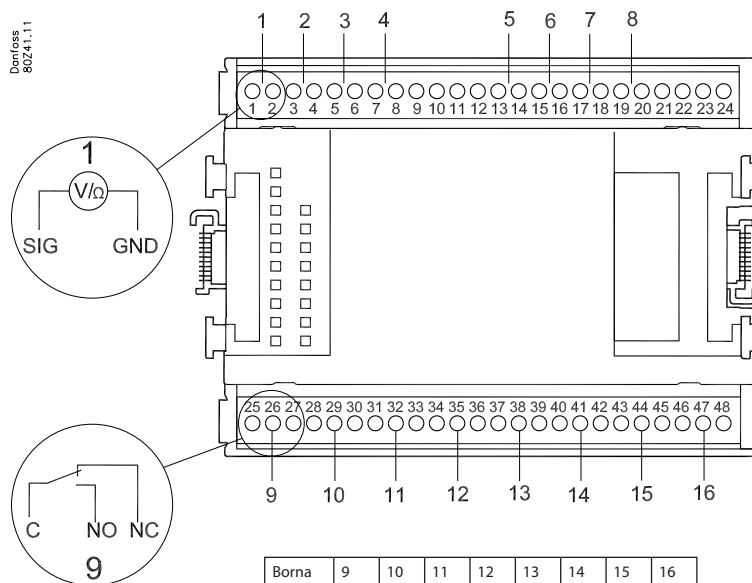 Danfoss
80Z41.11
1 2 3 4 5 6 7 8
1 2 3 4 5 6 7 8 9 10 11 12 13 14 15 16 17 18 19 20 21 22 23 24
1
V/Ω
SIG GND
25 26 27 28 29 30 31 32 33 34 35 36 37 38 39 40 41 42 43 44 45 46 47 48
9 10 11 12 13 14 15 16
C NO NC
9
Borna 9 10 11 12 13 14 15 16